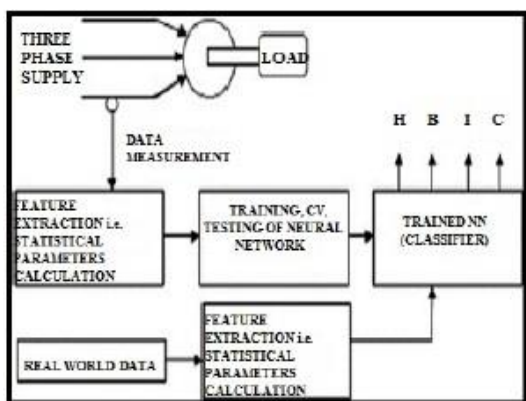 THREE
PHASE
SUPPLY
LOAD
DATA
MEASUREMENT
H B I C
FEATURE
EXTRACTION i.e.
STATISTICAL
PARAMETERS
CALCULATION
TRAINING, CV,
TESTING OF NEURAL
NETWORK
TRAINED NN
(CLASSIFIER)
REAL WORLD DATA
FEATURE
EXTRACTION i.e.
STATISTICAL
PARAMETERS
CALCULATION